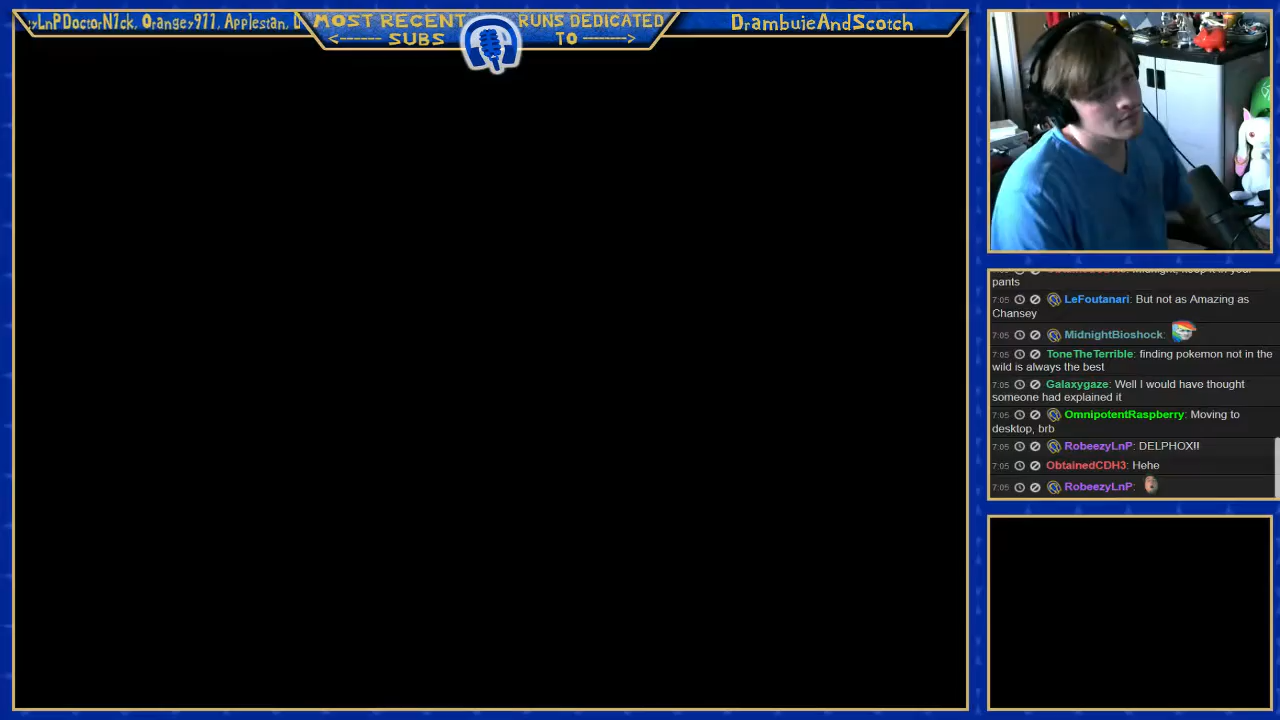 DoctorN1ck, Orangey911, Applestan,
MOST RECENT
SUBS
RUNS DEDICATED
TO
DrambuieAndScotch
pants
7:05 LeFoutanari: But not as Amazing as
Chansey
7:05 MidnightBioshock:
7:05 ToneTheTerrible: finding pokemon not in the
wild is always the best
7:05 Galaxygaze: Well I would have thought
someone had explained it
7:05 OmnipotentRaspberry: Moving to
desktop, brb
7:05 RobeezyLnP: DELPHOX!!
7:05 ObtainedCDH3: Hehe
7:05 RobeezyLnP: